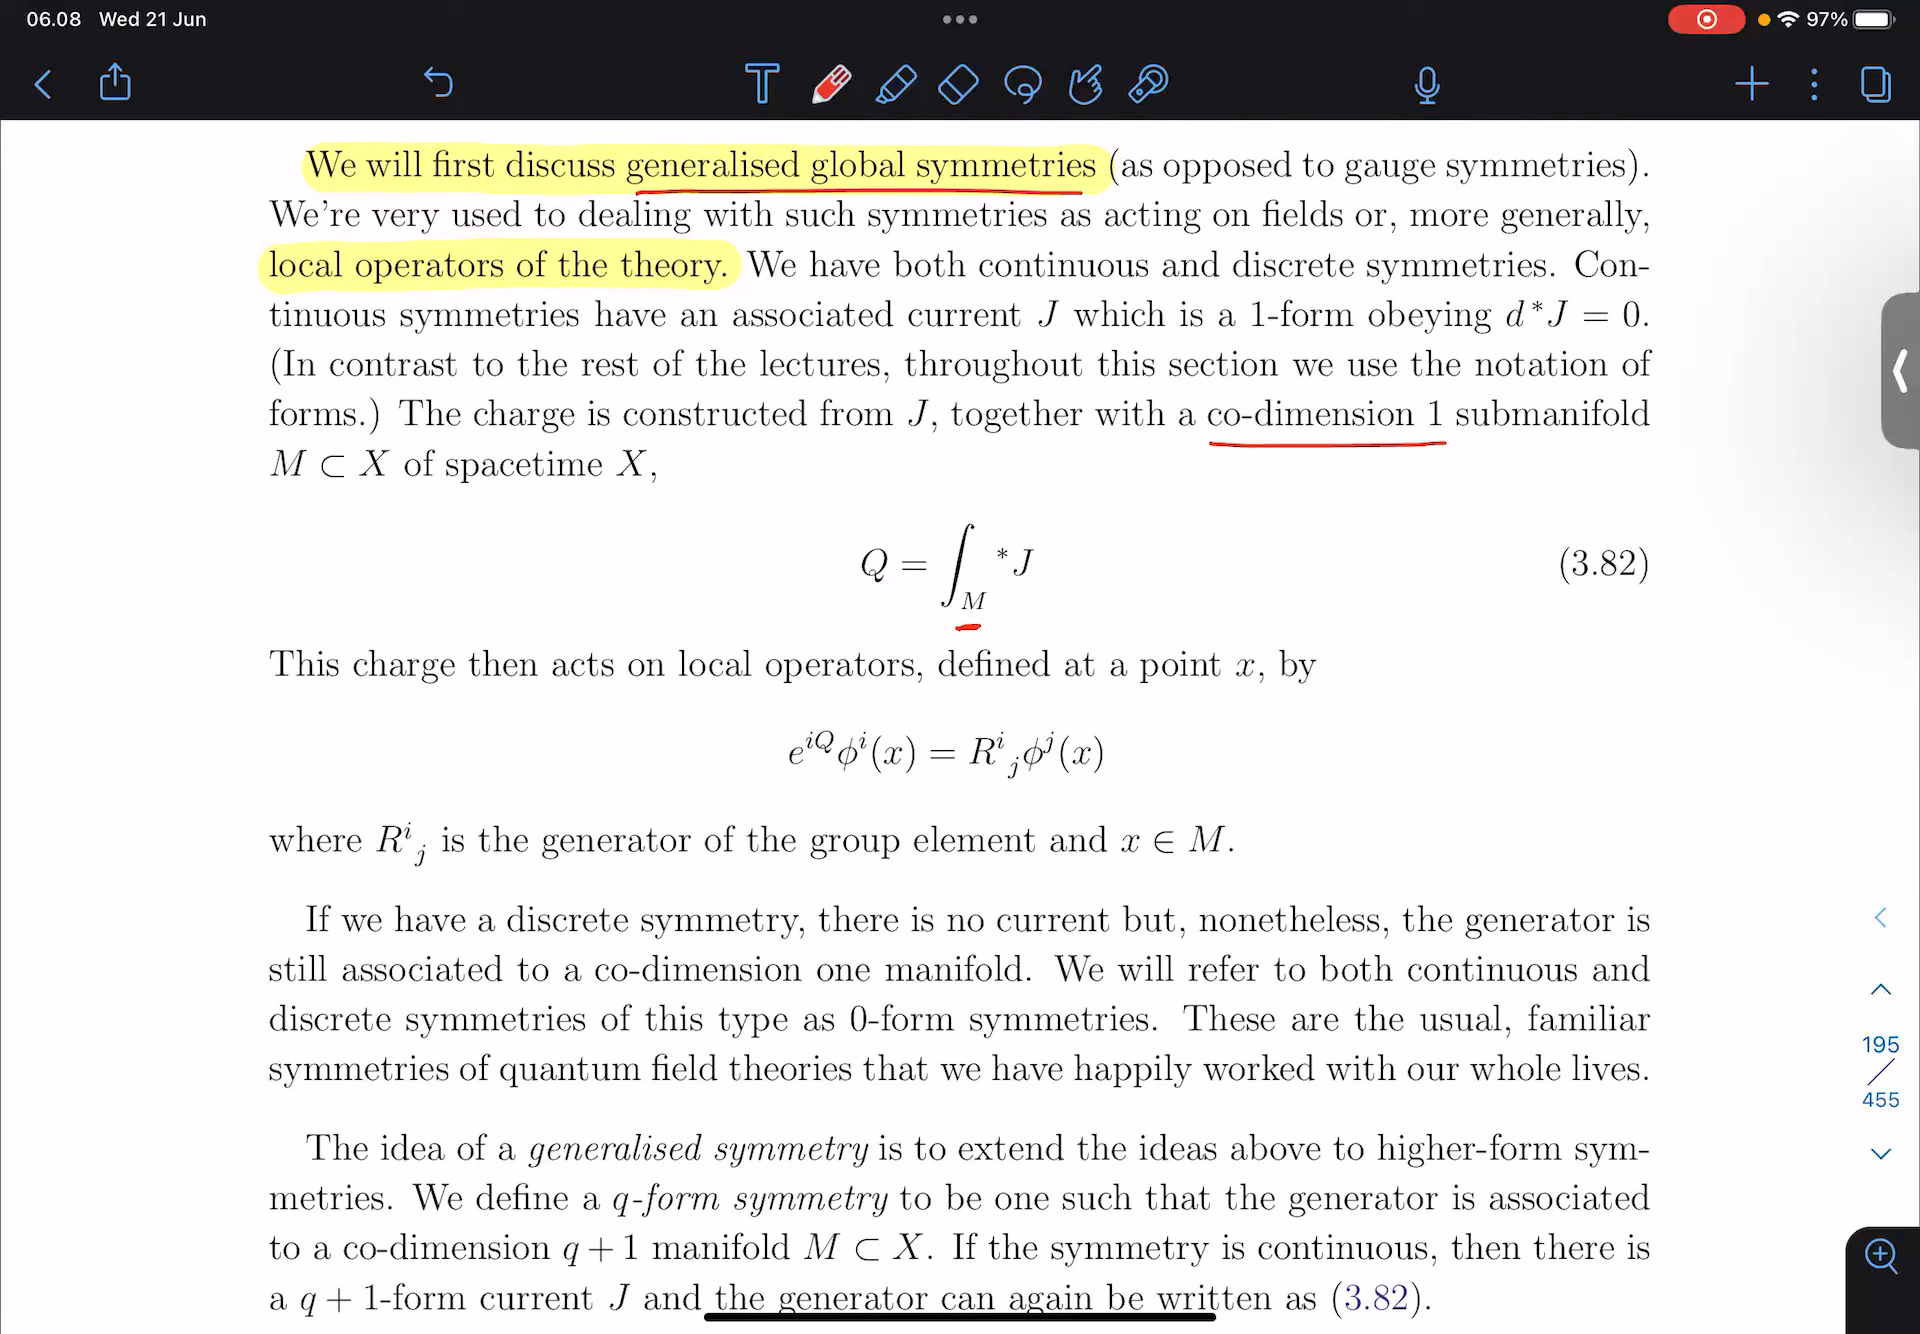 06.08 Wed 21 Jun
97%
We will first discuss generalised global symmetries (as opposed to gauge symmetries).
We're very used to dealing with such symmetries as acting on fields or, more generally,
local operators of the theory. We have both continuous and discrete symmetries. Con-
tinuous symmetries have an associated current J which is a 1-form obeying d*J = 0.
(In contrast to the rest of the lectures, throughout this section we use the notation of
forms.) The charge is constructed from J, together with a co-dimension 1 submanifold
M ⊂ X of spacetime X,
Q = ∫_M *J (3.82)
This charge then acts on local operators, defined at a point x, by
e^{iQ} ϕ^i(x) = R^i_j ϕ^j(x)
where R^i_j is the generator of the group element and x ∈ M.
If we have a discrete symmetry, there is no current but, nonetheless, the generator is
still associated to a co-dimension one manifold. We will refer to both continuous and
discrete symmetries of this type as 0-form symmetries. These are the usual, familiar
symmetries of quantum field theories that we have happily worked with our whole lives.
The idea of a generalised symmetry is to extend the ideas above to higher-form sym-
metries. We define a q-form symmetry to be one such that the generator is associated
to a co-dimension q + 1 manifold M ⊂ X. If the symmetry is continuous, then there is
a q + 1-form current J and the generator can again be written as (3.82).
195
/
455